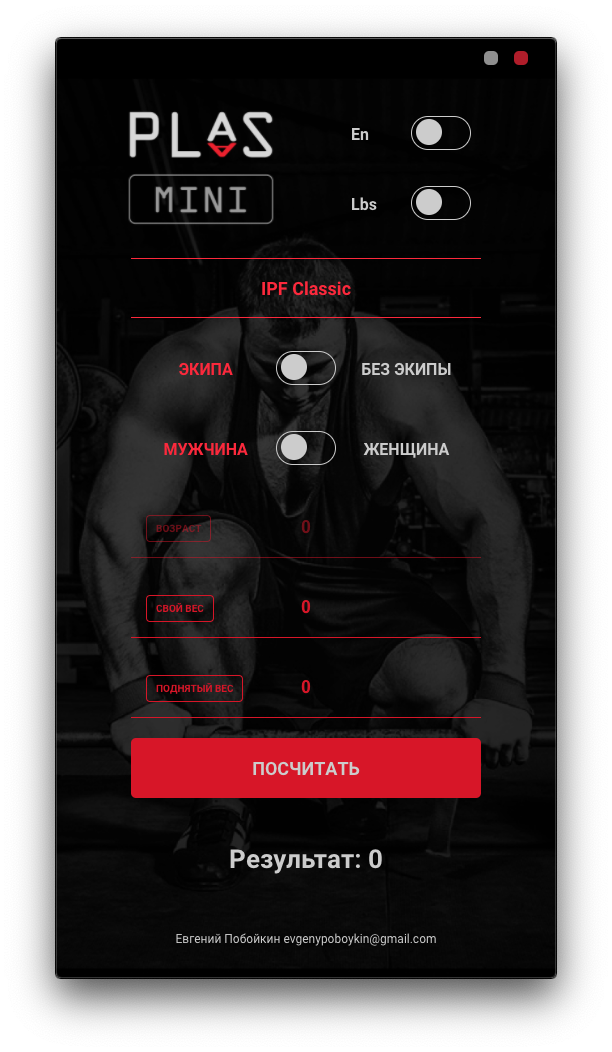 PLAS
En
MINI
Lbs
IPF Classic
ЭКИПА БЕЗ ЭКИПЫ
МУЖЧИНА ЖЕНЩИНА
ВОЗРАСТ 0
СВОЙ ВЕС 0
ПОДНЯТЫЙ ВЕС 0
ПОСЧИТАТЬ
Результат: 0
Евгений Побойкин evgenypoboykin@gmail.com